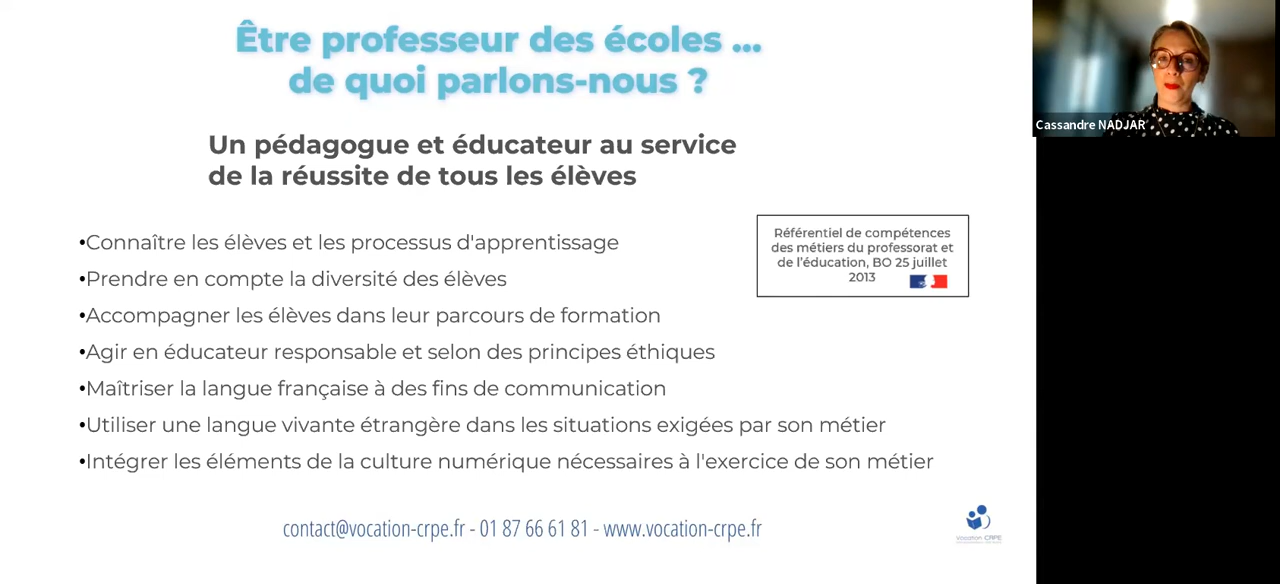 Être professeur des écoles ...
de quoi parlons-nous ?
Un pédagogue et éducateur au service
de la réussite de tous les élèves
•Connaître les élèves et les processus d'apprentissage
•Prendre en compte la diversité des élèves
•Accompagner les élèves dans leur parcours de formation
•Agir en éducateur responsable et selon des principes éthiques
•Maîtriser la langue française à des fins de communication
•Utiliser une langue vivante étrangère dans les situations exigées par son métier
•Intégrer les éléments de la culture numérique nécessaires à l'exercice de son métier
Référentiel de compétences
des métiers du professorat et
de l'éducation, BO 25 juillet
2013
contact@vocation-crpe.fr - 01 87 66 61 81 - www.vocation-crpe.fr
Vocation CRPE
Cassandre NADJAR